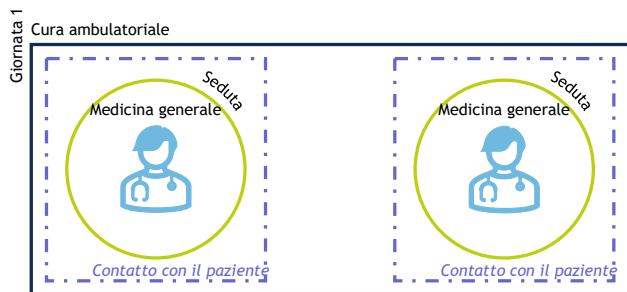 Giornata 1
Cura ambulatoriale
Seduta
Medicina generale
Contatto con il paziente
Seduta
Medicina generale
Contatto con il paziente